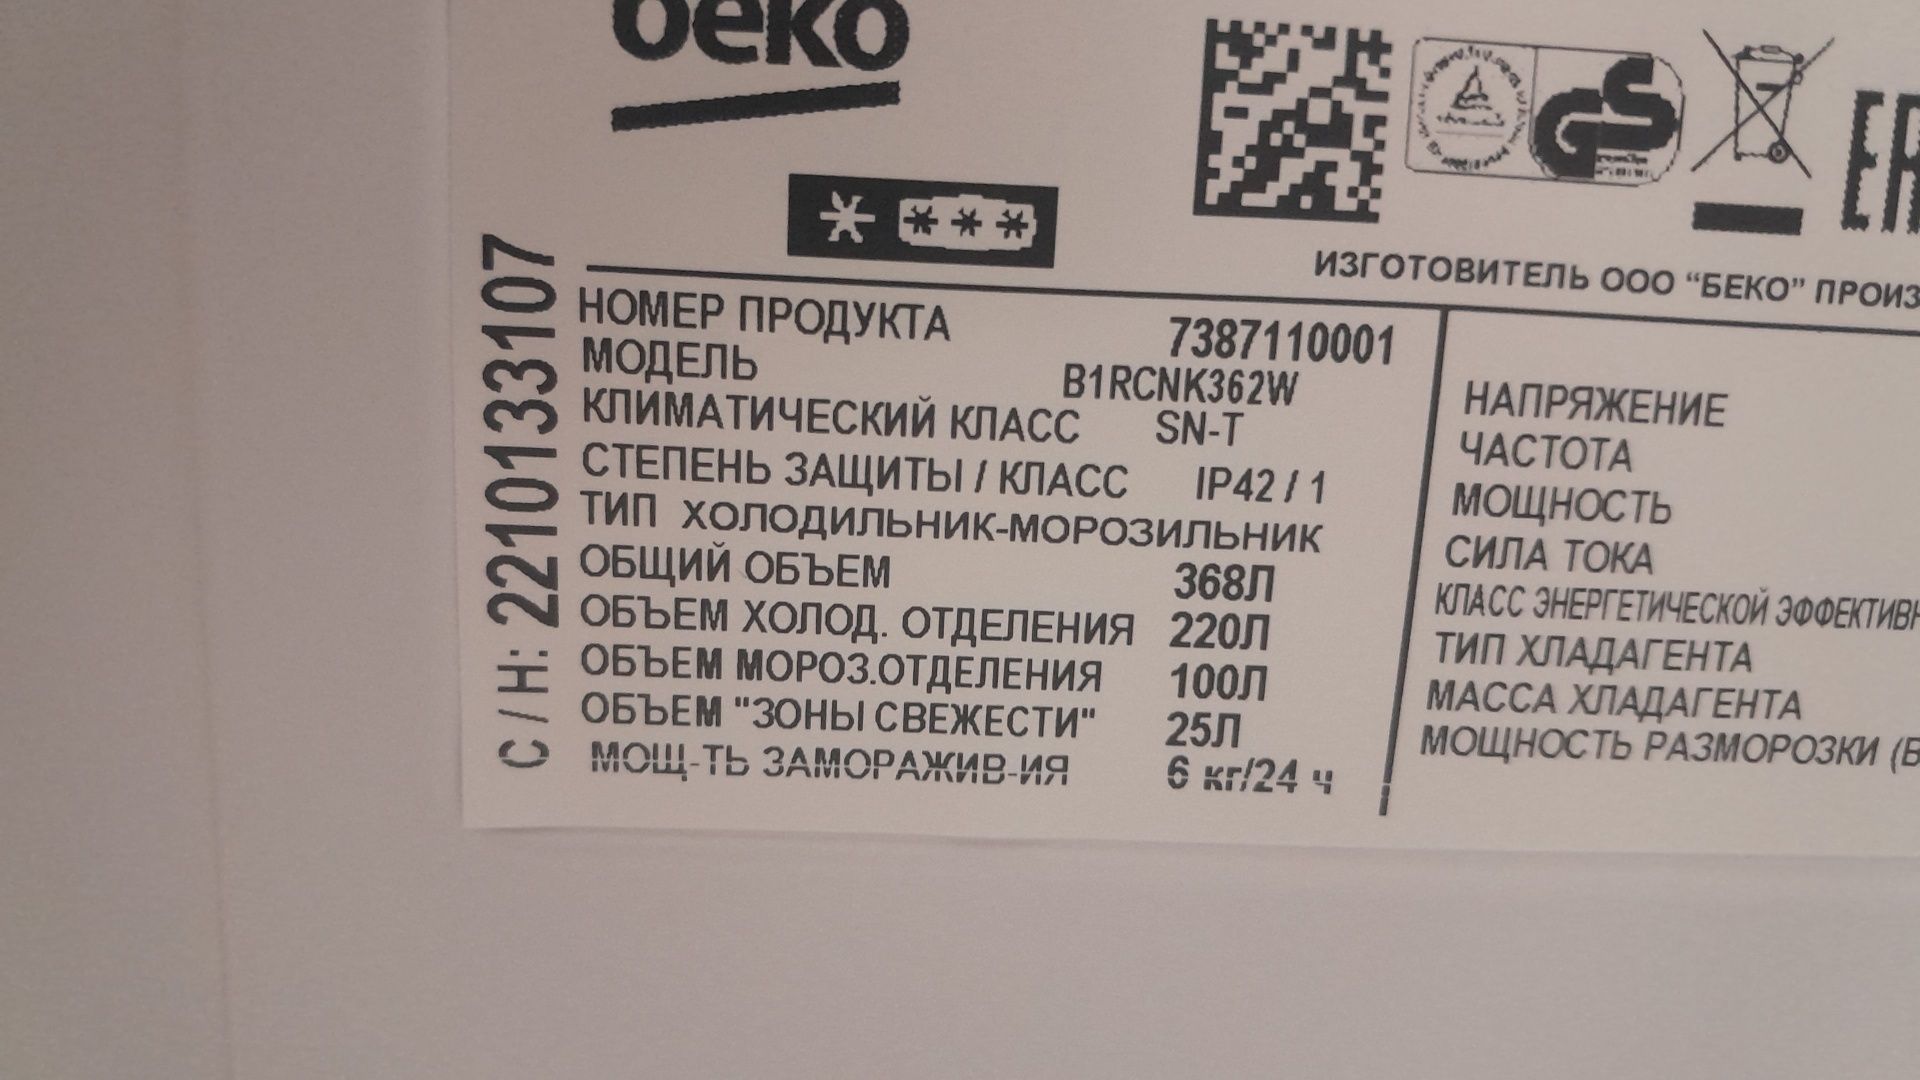 beko
GS
ИЗГОТОВИТЕЛЬ ООО “БЕКО” ПРОИЗ
С / Н: 2210133107
НОМЕР ПРОДУКТА 7387110001
МОДЕЛЬ B1RCNK362W
КЛИМАТИЧЕСКИЙ КЛАСС SN-T
СТЕПЕНЬ ЗАЩИТЫ / КЛАСС IP42 / 1
ТИП ХОЛОДИЛЬНИК-МОРОЗИЛЬНИК
ОБЩИЙ ОБЪЕМ 368Л
ОБЪЕМ ХОЛОД. ОТДЕЛЕНИЯ 220Л
ОБЪЕМ МОРОЗ.ОТДЕЛЕНИЯ 100Л
ОБЪЕМ "ЗОНЫ СВЕЖЕСТИ" 25Л
МОЩ-ТЬ ЗАМОРАЖИВ-ИЯ 6 кг/24 ч
НАПРЯЖЕНИЕ
ЧАСТОТА
МОЩНОСТЬ
СИЛА ТОКА
КЛАСС ЭНЕРГЕТИЧЕСКОЙ ЭФФЕКТИВН
ТИП ХЛАДАГЕНТА
МАССА ХЛАДАГЕНТА
МОЩНОСТЬ РАЗМОРОЗКИ (В